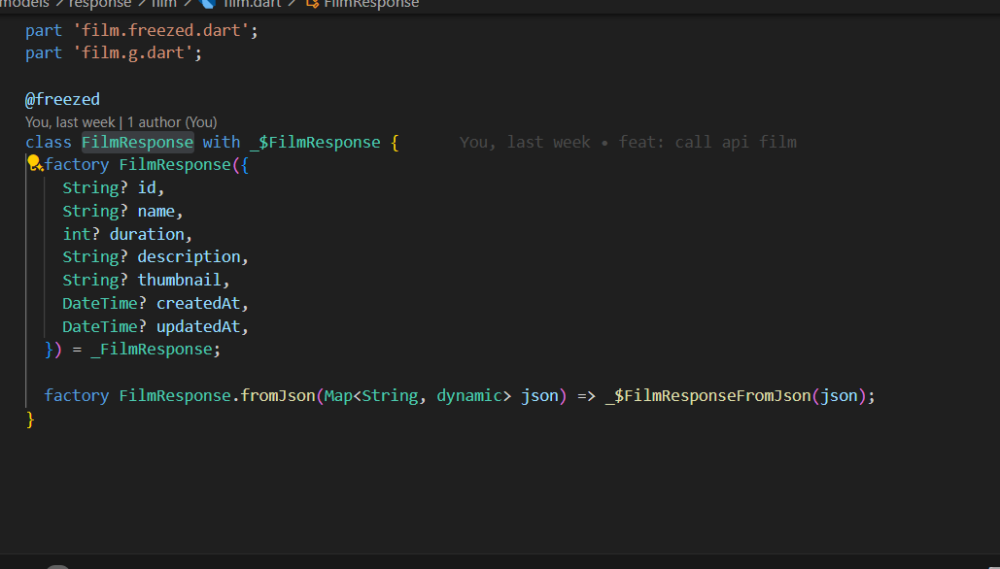 models > response > film > film.dart > FilmResponse
part 'film.freezed.dart';
part 'film.g.dart';
@freezed
You, last week | 1 author (You)
class FilmResponse with _$FilmResponse {    You, last week • feat: call api film
factory FilmResponse({
String? id,
String? name,
int? duration,
String? description,
String? thumbnail,
DateTime? createdAt,
DateTime? updatedAt,
}) = _FilmResponse;
factory FilmResponse.fromJson(Map<String, dynamic> json) => _$FilmResponseFromJson(json);
}